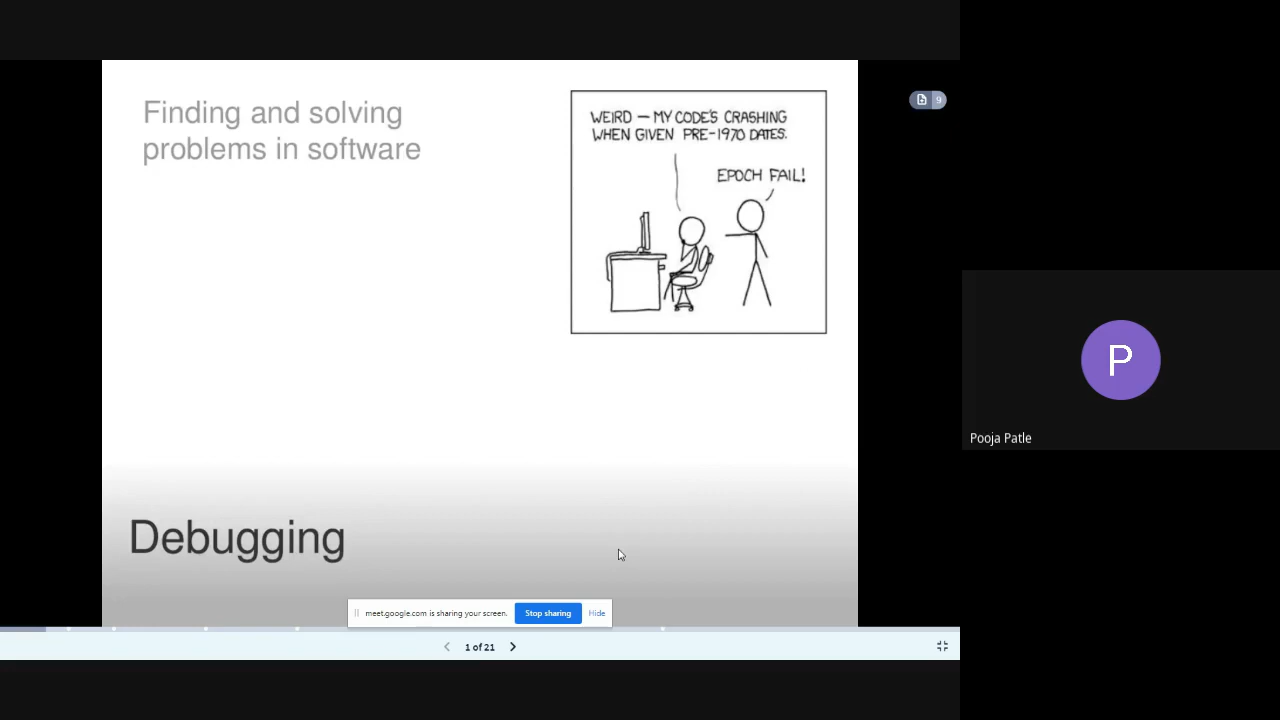 Finding and solving
problems in software
WEIRD — MY CODE'S CRASHING
WHEN GIVEN PRE-1970 DATES.
EPOCH FAIL!
9
P
Pooja Patle
Debugging
meet.google.com is sharing your screen.
Stop sharing
Hide
1 of 21